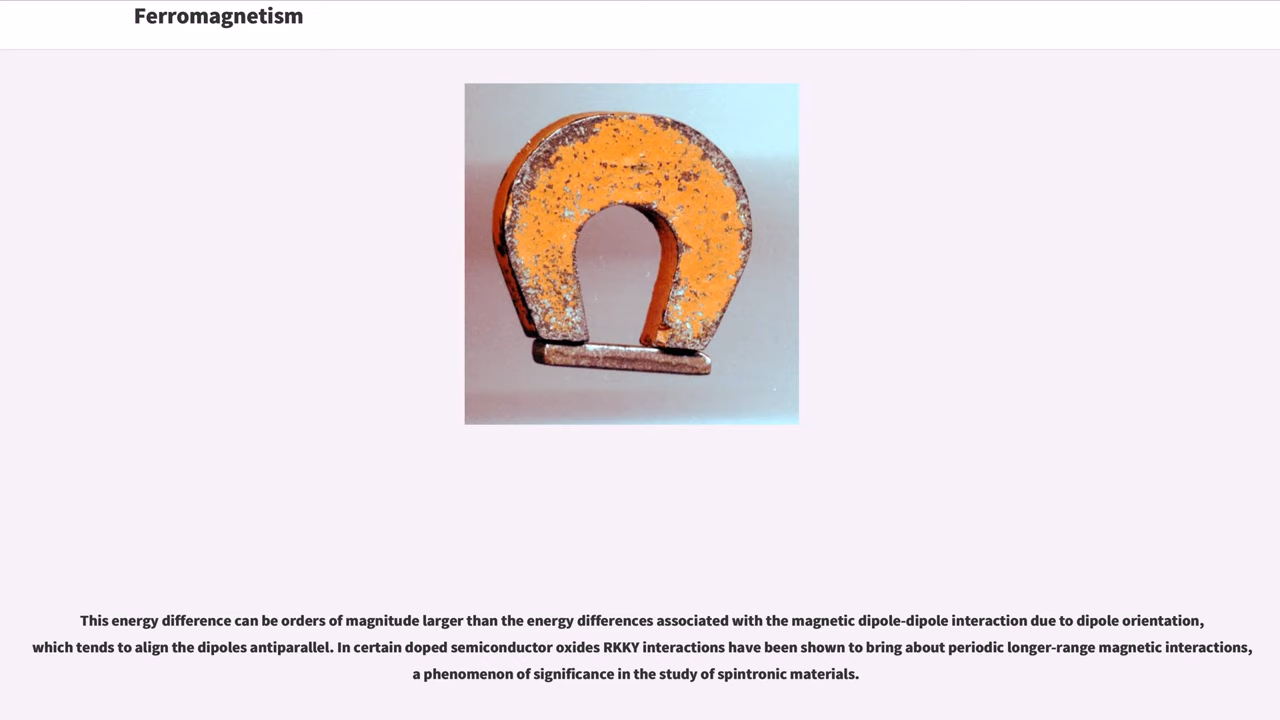 Ferromagnetism
This energy difference can be orders of magnitude larger than the energy differences associated with the magnetic dipole-dipole interaction due to dipole orientation,
which tends to align the dipoles antiparallel. In certain doped semiconductor oxides RKKY interactions have been shown to bring about periodic longer-range magnetic interactions,
a phenomenon of significance in the study of spintronic materials.